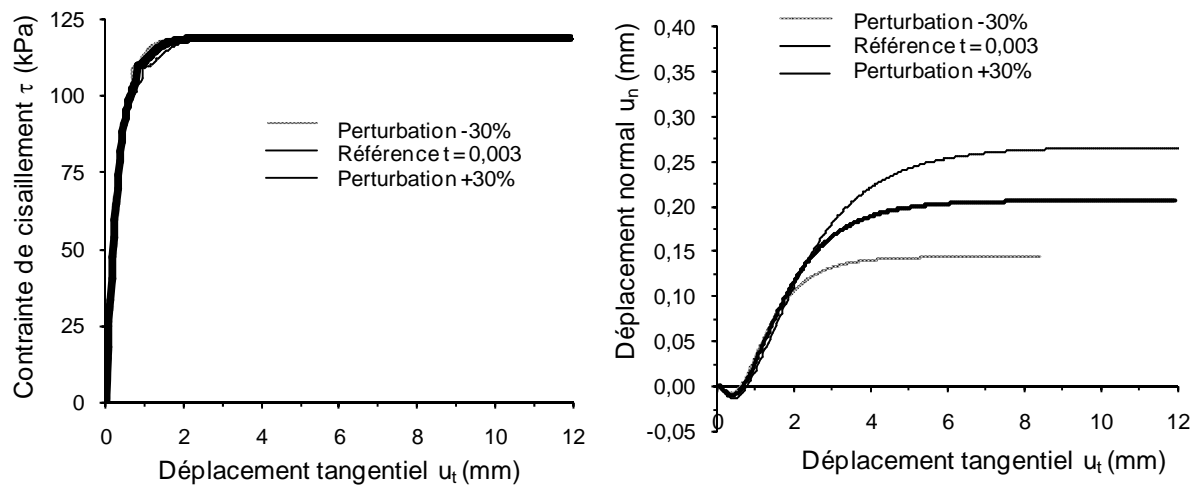 Contrainte de cisaillement τ (kPa)
125
100
75
50
25
0
Perturbation -30%
Référence t = 0,003
Perturbation +30%
0 2 4 6 8 10 12
Déplacement tangentiel ut (mm)
Déplacement normal un (mm)
0,40
0,35
0,30
0,25
0,20
0,15
0,10
0,05
0,00
-0,05
Perturbation -30%
Référence t = 0,003
Perturbation +30%
0 2 4 6 8 10 12
Déplacement tangentiel ut (mm)